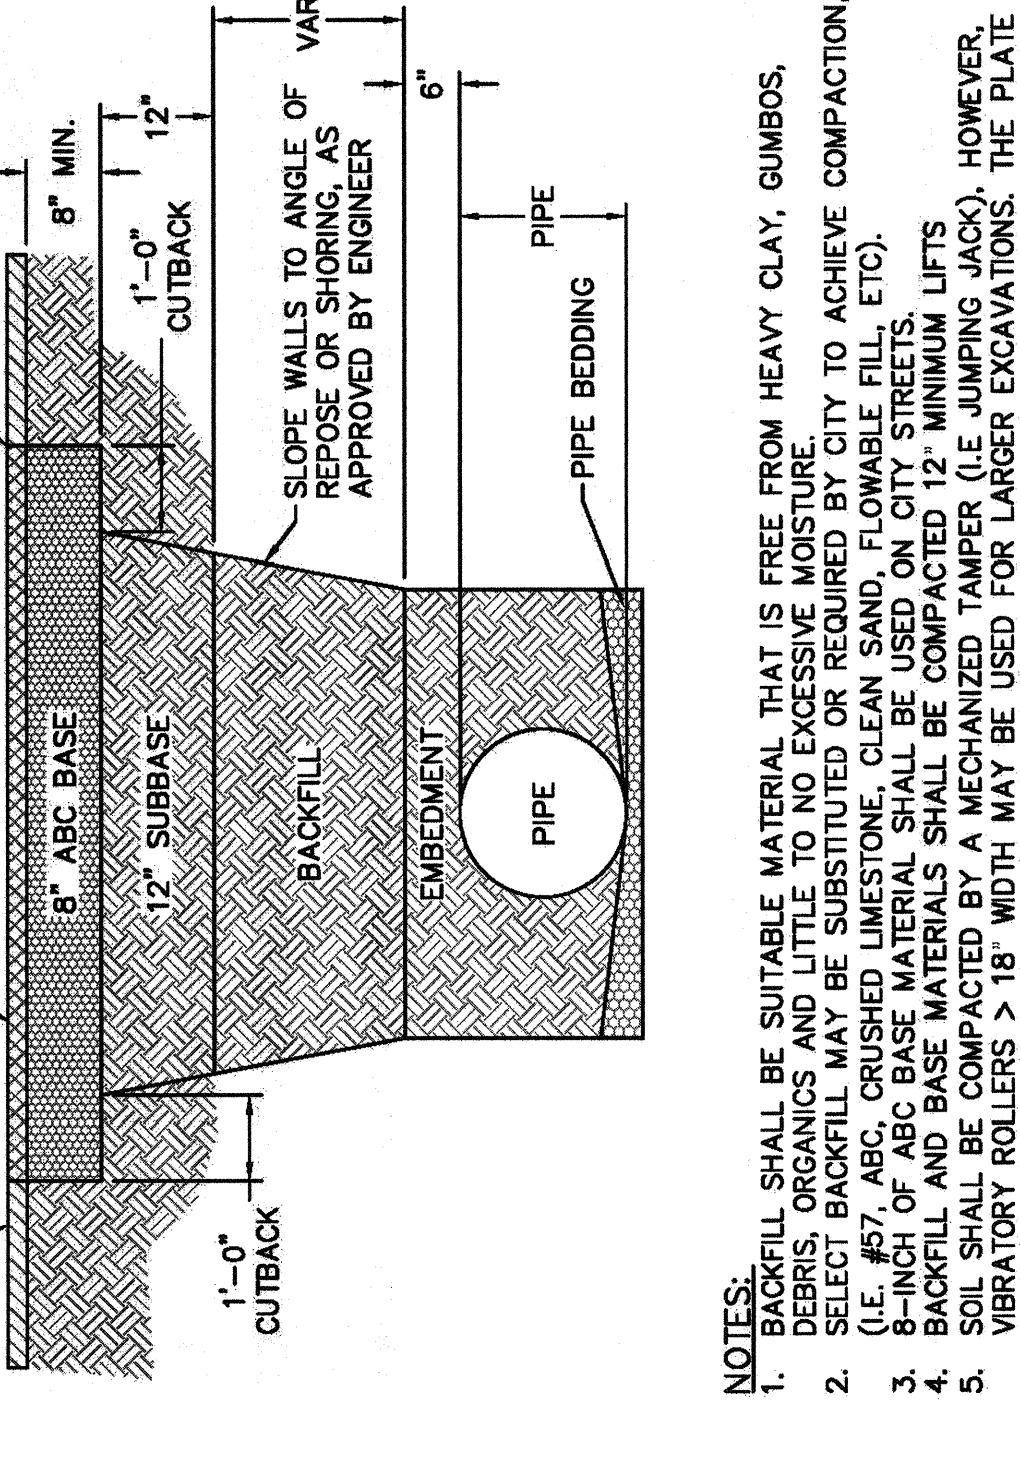 8" MIN.
12"
VAR
6"
1'-0"
CUTBACK
8" ABC BASE
12" SUBBASE
SLOPE WALLS TO ANGLE OF
REPOSE OR SHORING, AS
APPROVED BY ENGINEER
BACKFILL
EMBEDMENT
PIPE
PIPE
PIPE BEDDING
1'-0"
CUTBACK
NOTES:
1. BACKFILL SHALL BE SUITABLE MATERIAL THAT IS FREE FROM HEAVY CLAY, GUMBOS,
DEBRIS, ORGANICS AND LITTLE TO NO EXCESSIVE MOISTURE.
2. SELECT BACKFILL MAY BE SUBSTITUTED OR REQUIRED BY CITY TO ACHIEVE COMPACTION,
(I.E. #57, ABC, CRUSHED LIMESTONE, CLEAN SAND, FLOWABLE FILL, ETC).
3. 8-INCH OF ABC BASE MATERIAL SHALL BE USED ON CITY STREETS.
4. BACKFILL AND BASE MATERIALS SHALL BE COMPACTED 12" MINIMUM LIFTS
5. SOIL SHALL BE COMPACTED BY A MECHANIZED TAMPER (I.E JUMPING JACK), HOWEVER,
VIBRATORY ROLLERS > 18" WIDTH MAY BE USED FOR LARGER EXCAVATIONS. THE PLATE